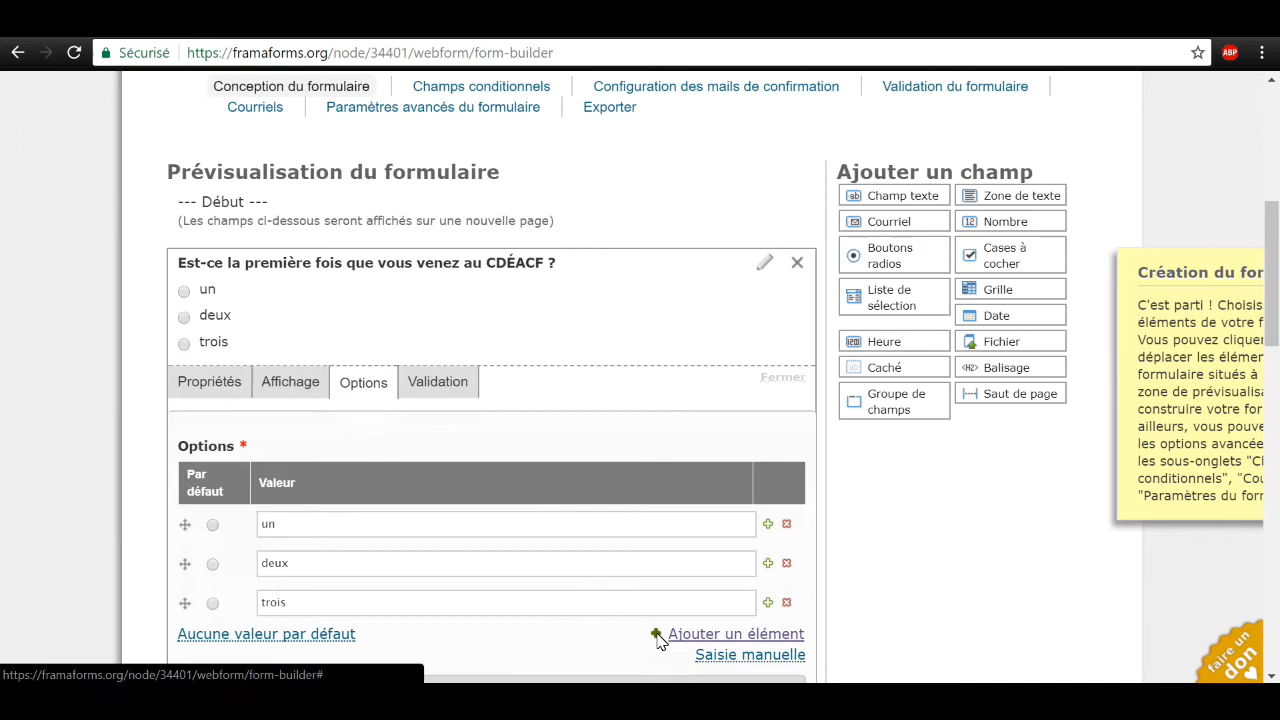 Sécurisé https://framaforms.org/node/34401/webform/form-builder
ABP
Conception du formulaire Champs conditionnels Configuration des mails de confirmation Validation du formulaire
Courriels Paramètres avancés du formulaire Exporter
Prévisualisation du formulaire
--- Début ---
(Les champs ci-dessous seront affichés sur une nouvelle page)
Est-ce la première fois que vous venez au CDÉACF ?
un
deux
trois
Propriétés Affichage Options Validation
Fermer
Options *
Par
défaut
Valeur
un
deux
trois
Aucune valeur par défaut
Ajouter un élément
Saisie manuelle
Ajouter un champ
Champ texte Zone de texte
Courriel Nombre
Boutons
radios
Cases à
cocher
Liste de
sélection
Grille
Date
Heure Fichier
Caché Balisage
Groupe de
champs
Saut de page
Création du for
C'est parti ! Choisis
éléments de votre f
Vous pouvez cliquer
déplacer les élémen
formulaire situés à
zone de prévisualisa
construire votre for
ailleurs, vous pouve
les options avancée
les sous-onglets "Cl
conditionnels", "Cou
"Paramètres du forr
faire un
don
https://framaforms.org/node/34401/webform/form-builder#